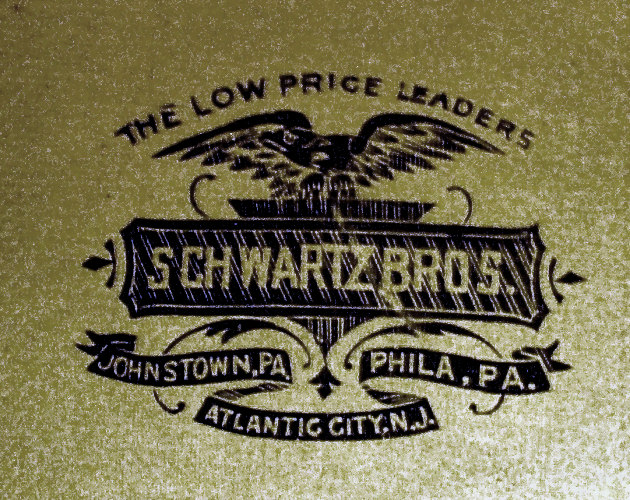 THE LOW PRICE LEADERS
SCHWARTZ BROS.
JOHNSTOWN, PA
PHILA, PA.
ATLANTIC CITY. N.J.